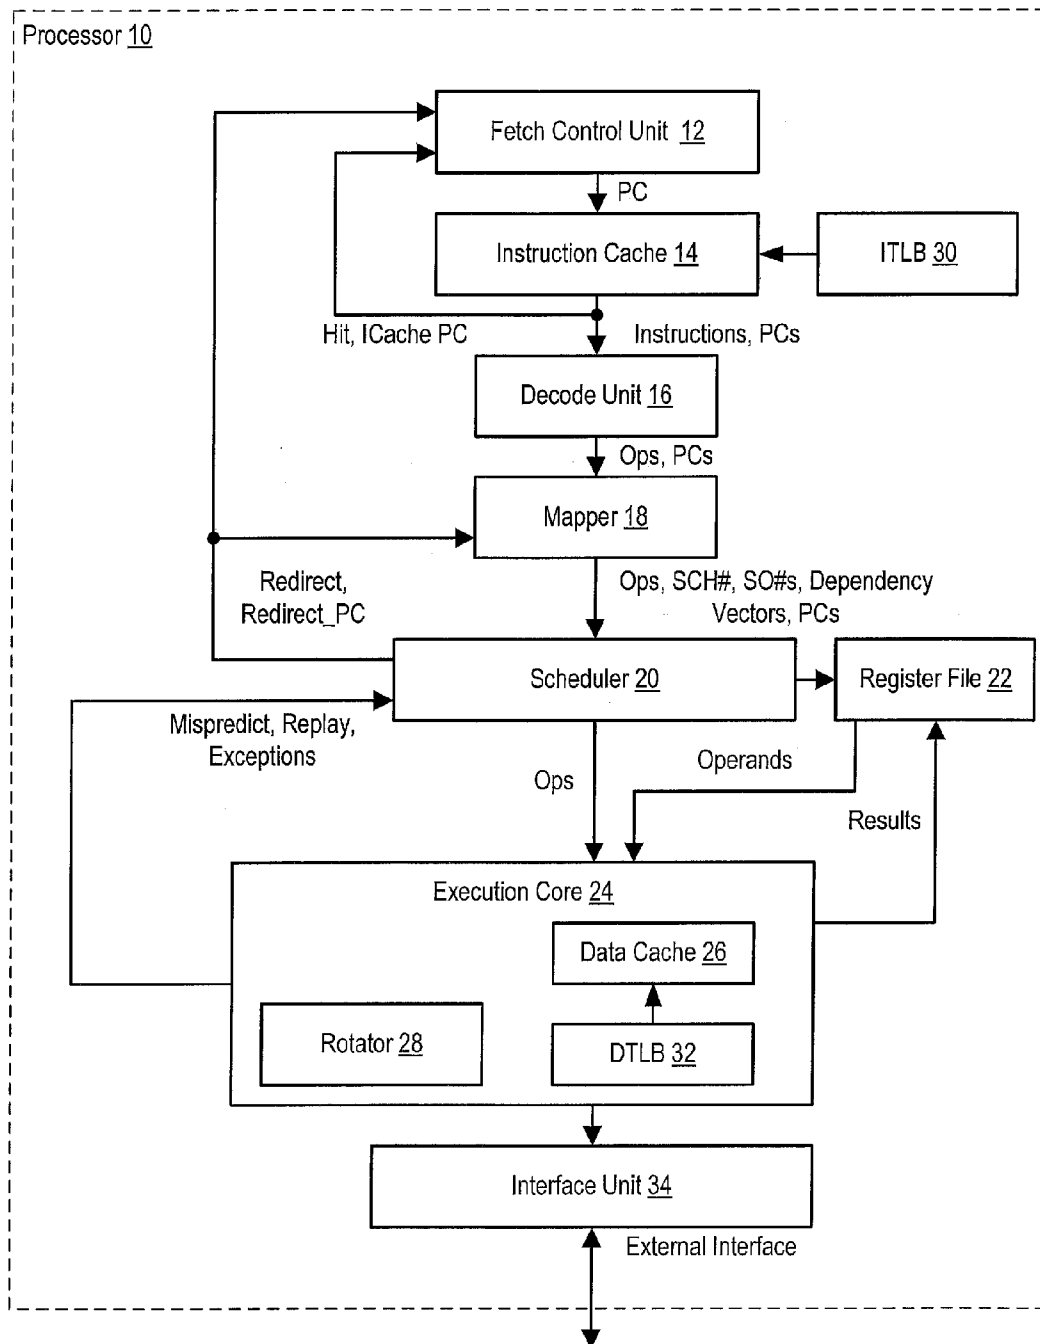 Processor 10
Fetch Control Unit 12
PC
Instruction Cache 14
ITLB 30
Hit, ICache PC
Instructions, PCs
Decode Unit 16
Ops, PCs
Mapper 18
Redirect,
Redirect_PC
Ops, SCH#, SO#s, Dependency
Vectors, PCs
Scheduler 20
Register File 22
Mispredict, Replay,
Exceptions
Ops
Operands
Results
Execution Core 24
Data Cache 26
Rotator 28
DTLB 32
Interface Unit 34
External Interface